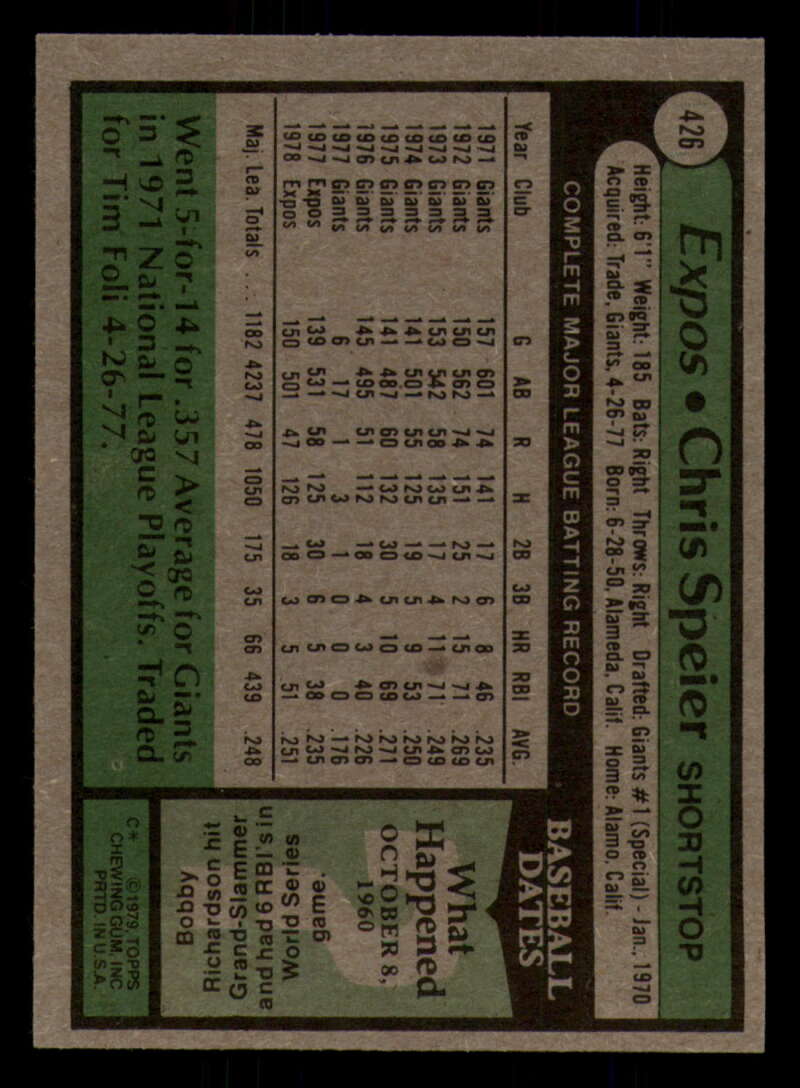 426
Expos • Chris Speier SHORTSTOP
Height: 6'1" Weight: 185 Bats: Right Throws: Right Drafted: Giants #1 (Special) - Jan., 1970
Acquired: Trade, Giants, 4-26-77 Born: 6-28-50, Alameda, Calif. Home: Alamo, Calif.
COMPLETE MAJOR LEAGUE BATTING RECORD
Year Club G AB R H 2B 3B HR RBI AVG.
1971 Giants 157 601 74 141 17 6 8 46 .235
1972 Giants 150 562 74 151 25 2 15 71 .269
1973 Giants 153 542 58 135 17 4 11 71 .249
1974 Giants 141 501 55 125 19 5 9 53 .250
1975 Giants 141 487 60 132 30 5 10 69 .271
1976 Giants 145 495 51 112 18 4 3 40 .226
1977 Giants 6 17 1 3 1 0 0 0 .176
1977 Expos 139 531 58 125 30 6 5 38 .235
1978 Expos 150 501 47 126 18 3 5 51 .251
Maj. Lea. Totals ... 1182 4237 478 1050 175 35 66 439 .248
Went 5-for-14 for .357 Average for Giants
in 1971 National League Playoffs. Traded
for Tim Foli 4-26-77.
BASEBALL
DATES
What
Happened
OCTOBER 8,
1960
Bobby
Richardson hit
Grand-Slammer
and had 6 RBI's in
World Series
game.
C* ©1979, TOPPS
CHEWING GUM, INC
PRTD. IN U.S.A.